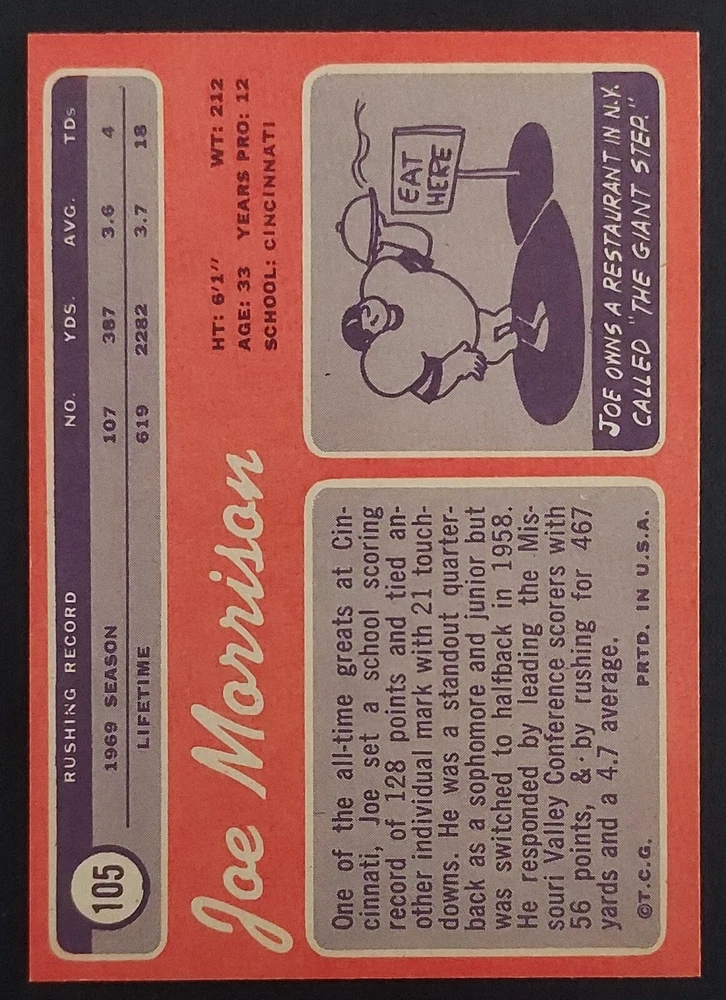 105
RUSHING RECORD NO. YDS. AVG. TDs
1969 SEASON 107 387 3.6 4
LIFETIME 619 2282 3.7 18
Joe Morrison
HT: 6'1" WT: 212
AGE: 33 YEARS PRO: 12
SCHOOL: CINCINNATI
One of the all-time greats at Cin-
cinnati, Joe set a school scoring
record of 128 points and tied an-
other individual mark with 21 touch-
downs. He was a standout quarter-
back as a sophomore and junior but
was switched to halfback in 1958.
He responded by leading the Mis-
souri Valley Conference scorers with
56 points, & by rushing for 467
yards and a 4.7 average.
©T.C.G. PRTD. IN U.S.A.
EAT
HERE
JOE OWNS A RESTAURANT IN N.Y.
CALLED "THE GIANT STEP."